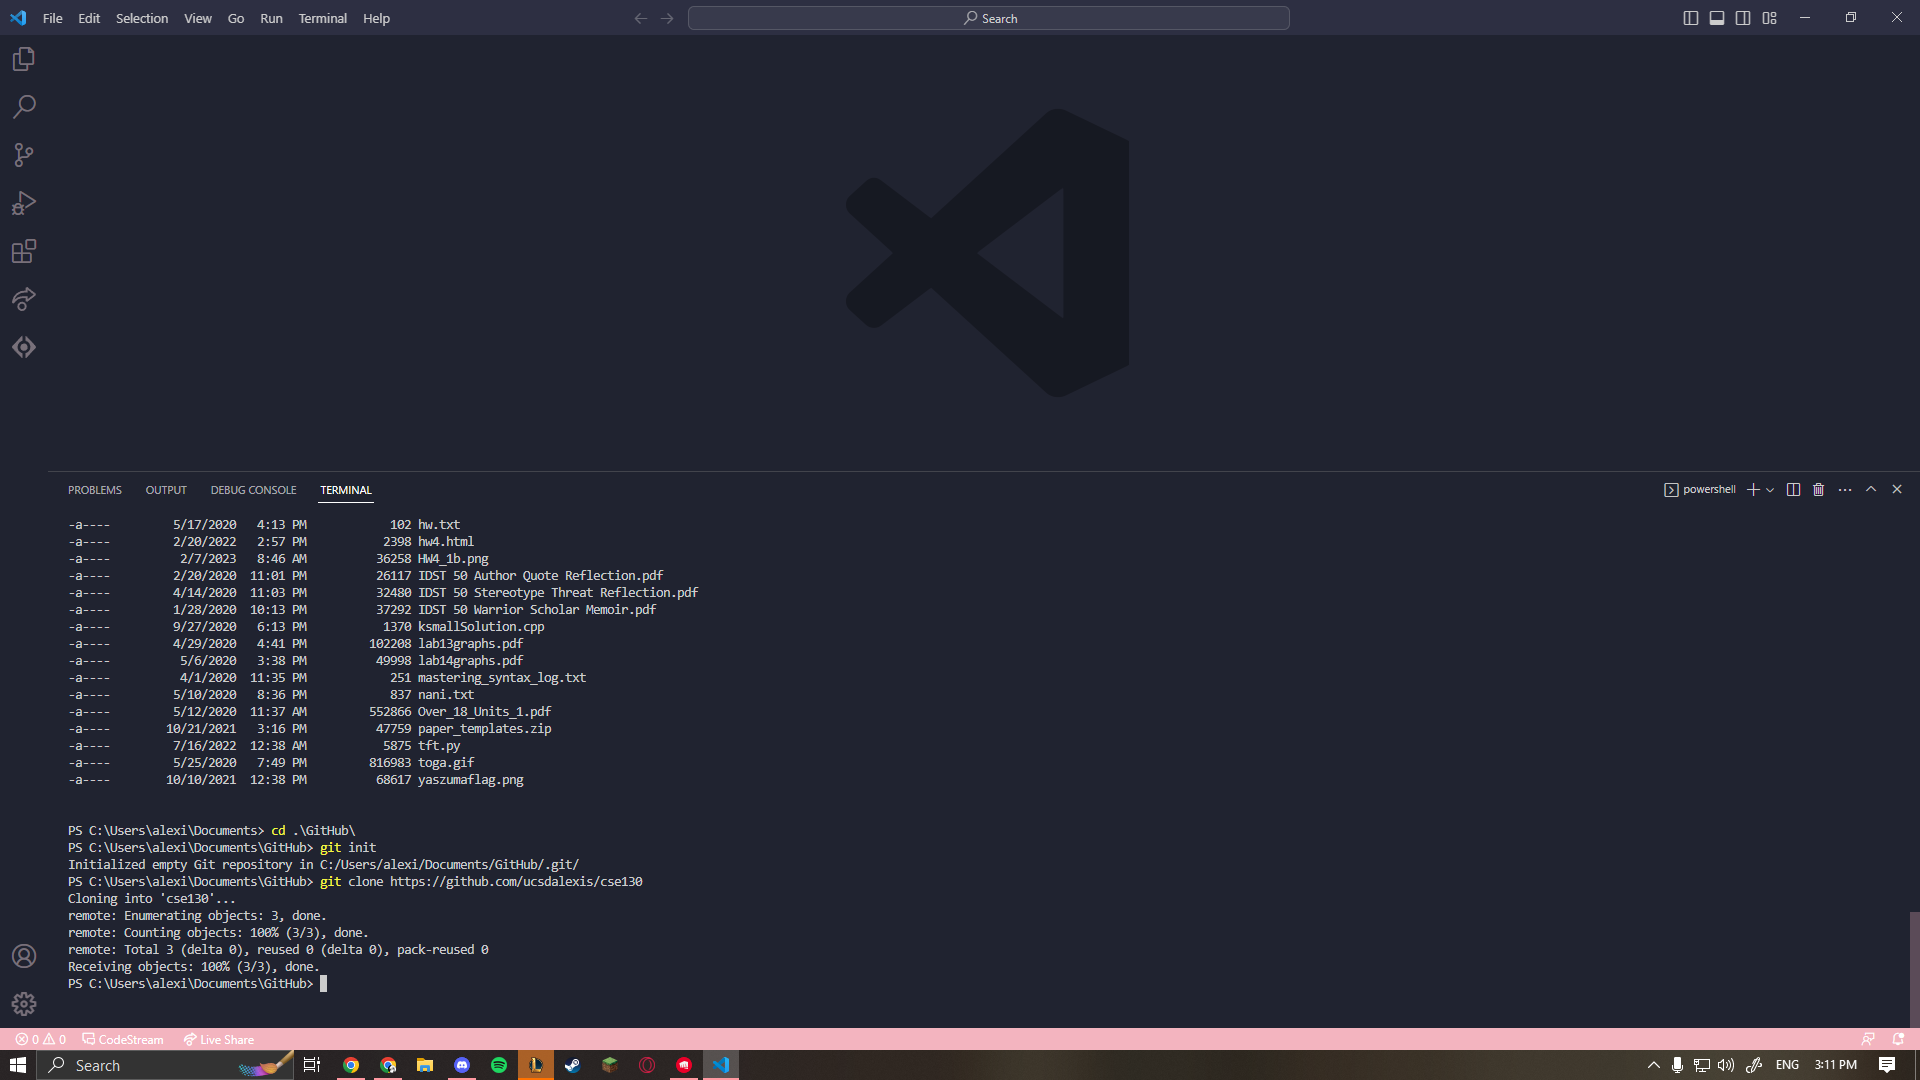 File Edit Selection View Go Run Terminal Help Search
PROBLEMS OUTPUT DEBUG CONSOLE TERMINAL powershell
-a---- 5/17/2020 4:13 PM 102 hw.txt
-a---- 2/20/2022 2:57 PM 2398 hw4.html
-a---- 2/7/2023 8:46 AM 36258 HW4_1b.png
-a---- 2/20/2020 11:01 PM 26117 IDST 50 Author Quote Reflection.pdf
-a---- 4/14/2020 11:03 PM 32480 IDST 50 Stereotype Threat Reflection.pdf
-a---- 1/28/2020 10:13 PM 37292 IDST 50 Warrior Scholar Memoir.pdf
-a---- 9/27/2020 6:13 PM 1370 ksmallSolution.cpp
-a---- 4/29/2020 4:41 PM 102208 lab13graphs.pdf
-a---- 5/6/2020 3:38 PM 49998 lab14graphs.pdf
-a---- 4/1/2020 11:35 PM 251 mastering_syntax_log.txt
-a---- 5/10/2020 8:36 PM 837 nani.txt
-a---- 5/12/2020 11:37 AM 552866 Over_18_Units_1.pdf
-a---- 10/21/2021 3:16 PM 47759 paper_templates.zip
-a---- 7/16/2022 12:38 AM 5875 tft.py
-a---- 5/25/2020 7:49 PM 816983 toga.gif
-a---- 10/10/2021 12:38 PM 68617 yaszumaflag.png
PS C:\Users\alexi\Documents> cd .\GitHub\
PS C:\Users\alexi\Documents\GitHub> git init
Initialized empty Git repository in C:/Users/alexi/Documents/GitHub/.git/
PS C:\Users\alexi\Documents\GitHub> git clone https://github.com/ucsdalexis/cse130
Cloning into 'cse130'...
remote: Enumerating objects: 3, done.
remote: Counting objects: 100% (3/3), done.
remote: Total 3 (delta 0), reused 0 (delta 0), pack-reused 0
Receiving objects: 100% (3/3), done.
PS C:\Users\alexi\Documents\GitHub>
0 0 CodeStream Live Share
Search ENG 3:11 PM